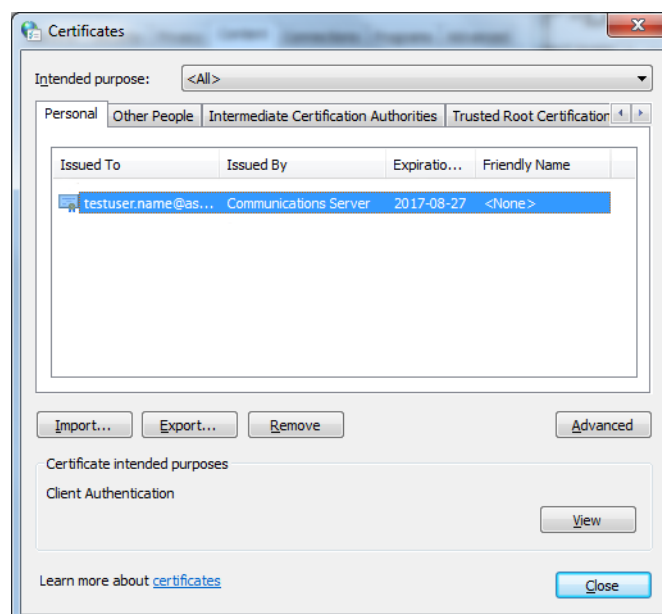 Certificates
Intended purpose: <All>
Personal Other People Intermediate Certification Authorities Trusted Root Certification
Issued To Issued By Expiratio... Friendly Name
testuser.name@as... Communications Server 2017-08-27 <None>
Import... Export... Remove Advanced
Certificate intended purposes
Client Authentication
View
Learn more about certificates
Close